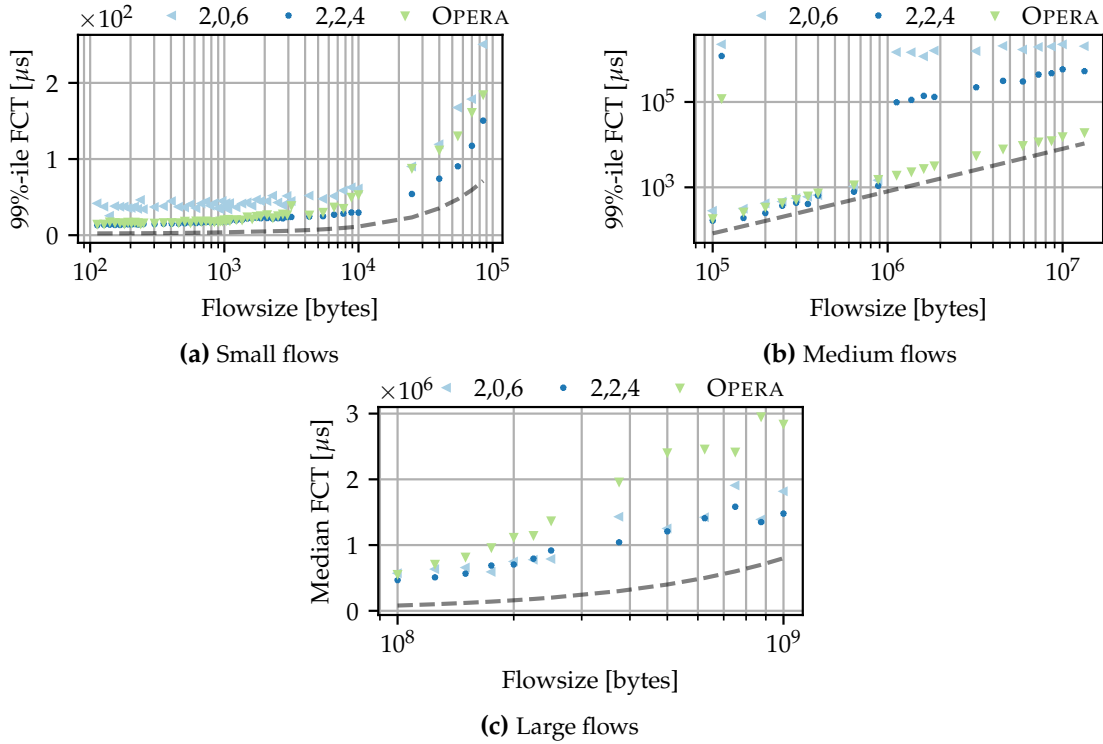 ×10² 2,0,6 2,2,4 OPERA
99%-ile FCT [μs]
2
1
0
10² 10³ 10⁴ 10⁵
Flowsize [bytes]
(a) Small flows
2,0,6 2,2,4 OPERA
99%-ile FCT [μs]
10⁵
10³
10⁵ 10⁶ 10⁷
Flowsize [bytes]
(b) Medium flows
×10⁶ 2,0,6 2,2,4 OPERA
Median FCT [μs]
3
2
1
0
10⁸ 10⁹
Flowsize [bytes]
(c) Large flows